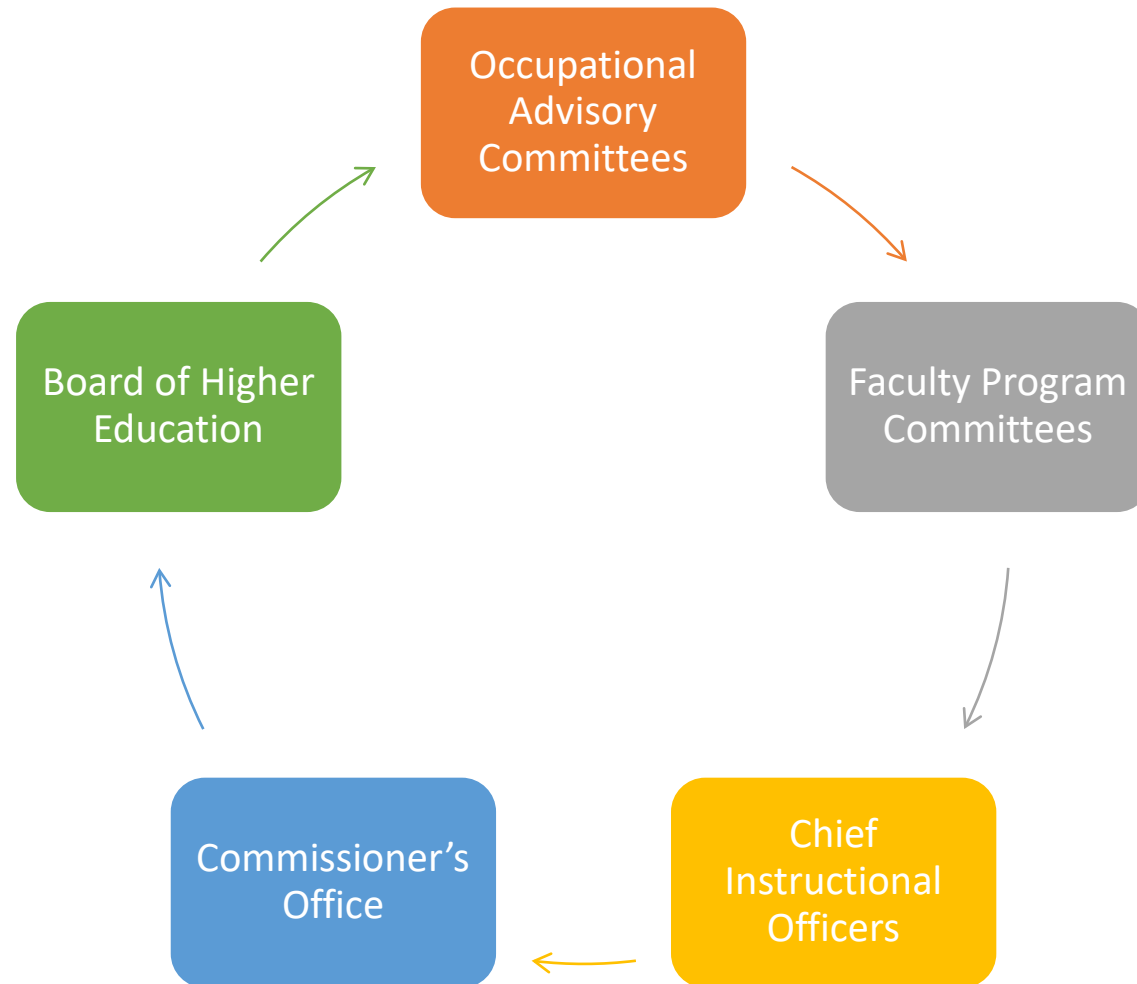 Occupational
Advisory
Committees
Faculty Program
Committees
Chief
Instructional
Officers
Commissioner’s
Office
Board of Higher
Education